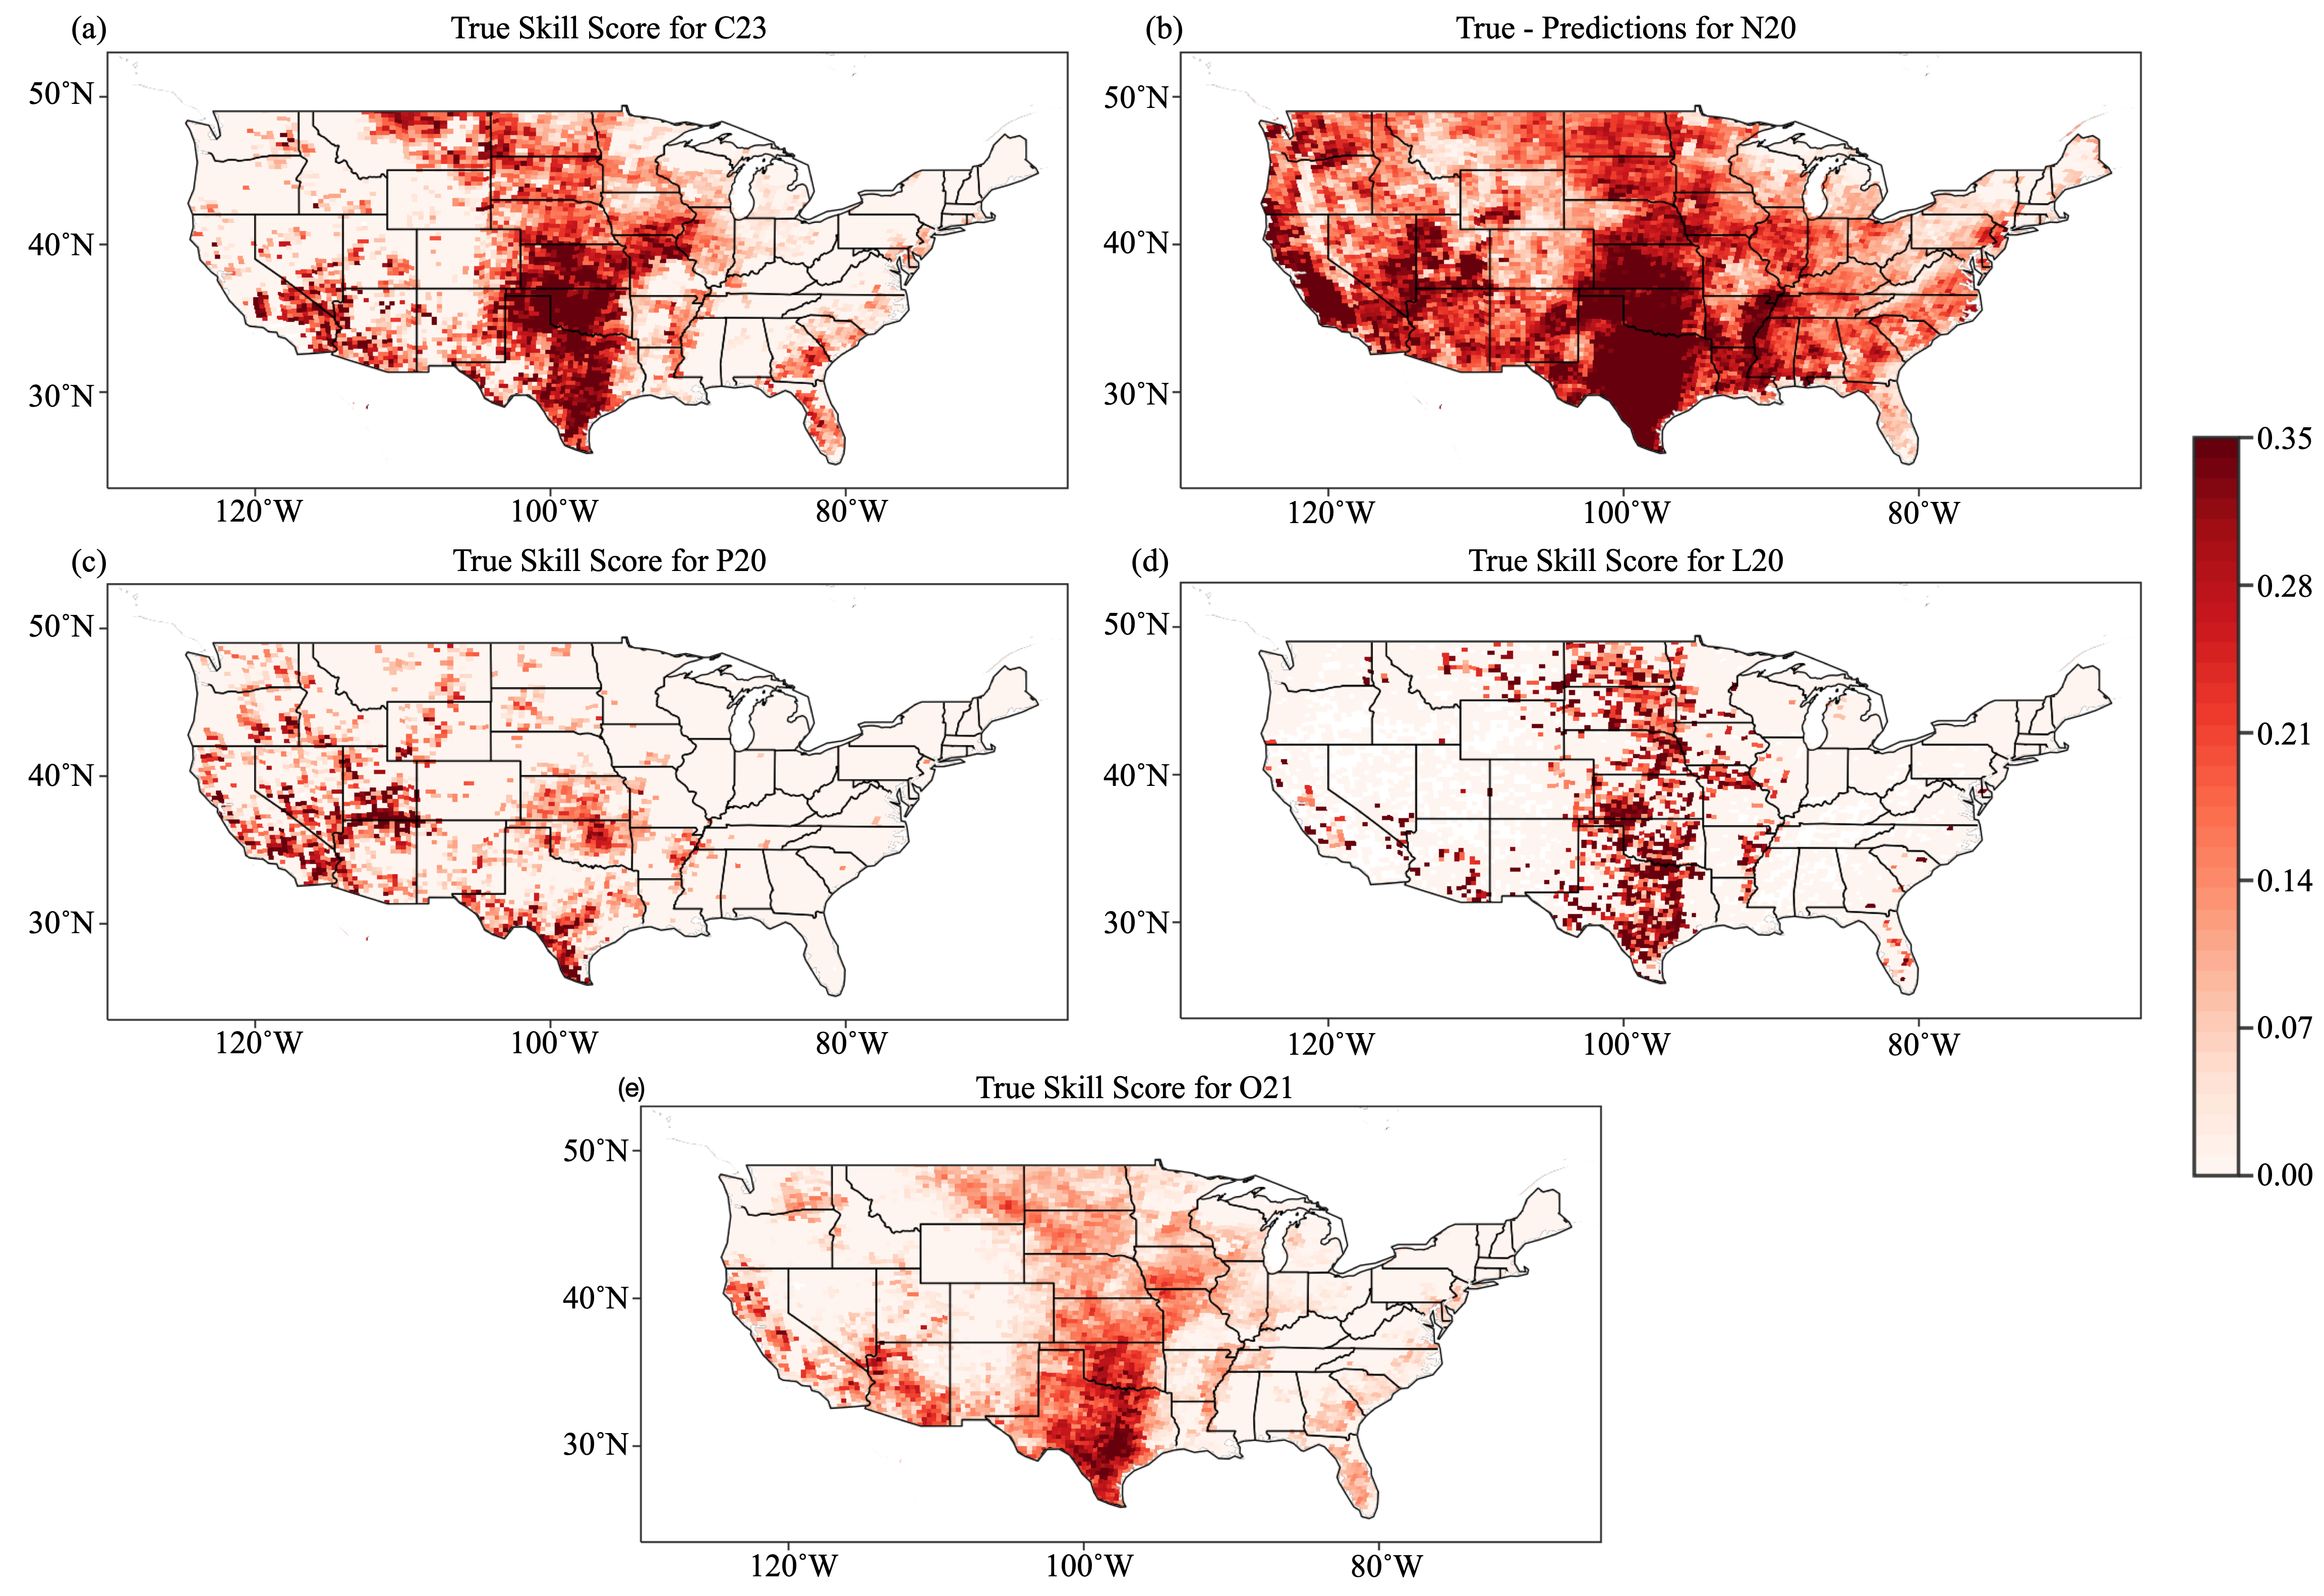 (a) True Skill Score for C23
50°N
40°N
30°N
120°W 100°W 80°W
(b) True - Predictions for N20
50°N
40°N
30°N
120°W 100°W 80°W
(c) True Skill Score for P20
50°N
40°N
30°N
120°W 100°W 80°W
(d) True Skill Score for L20
50°N
40°N
30°N
120°W 100°W 80°W
(e) True Skill Score for O21
50°N
40°N
30°N
120°W 100°W 80°W
0.35
0.28
0.21
0.14
0.07
0.00